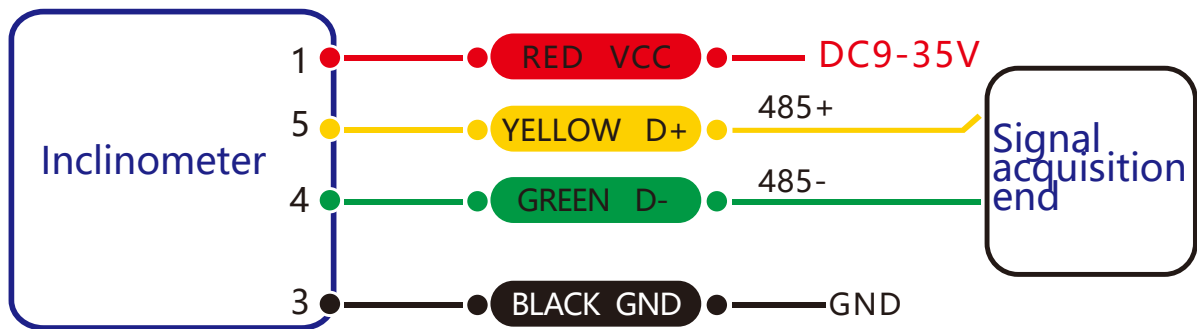 1 RED VCC DC9-35V
5 YELLOW D+ 485+
Inclinometer
Signal
acquisition
end
4 GREEN D- 485-
3 BLACK GND GND